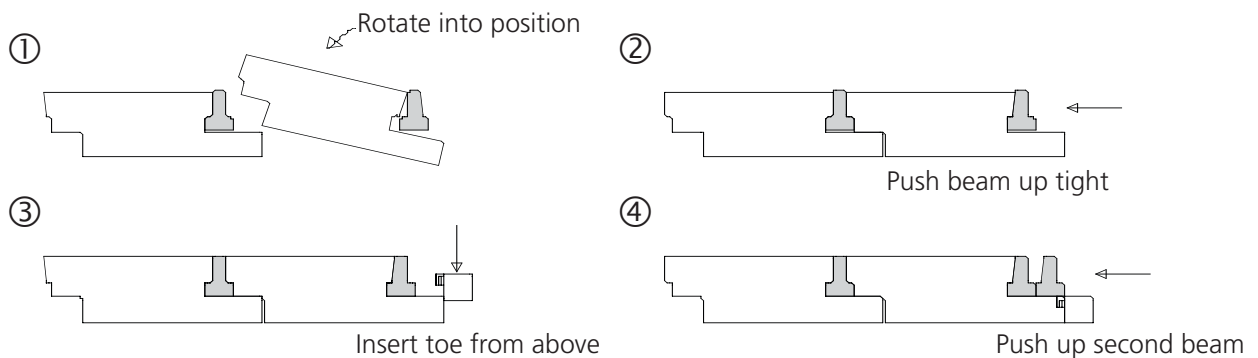 ①
Rotate into position
②
Push beam up tight
③
Insert toe from above
④
Push up second beam